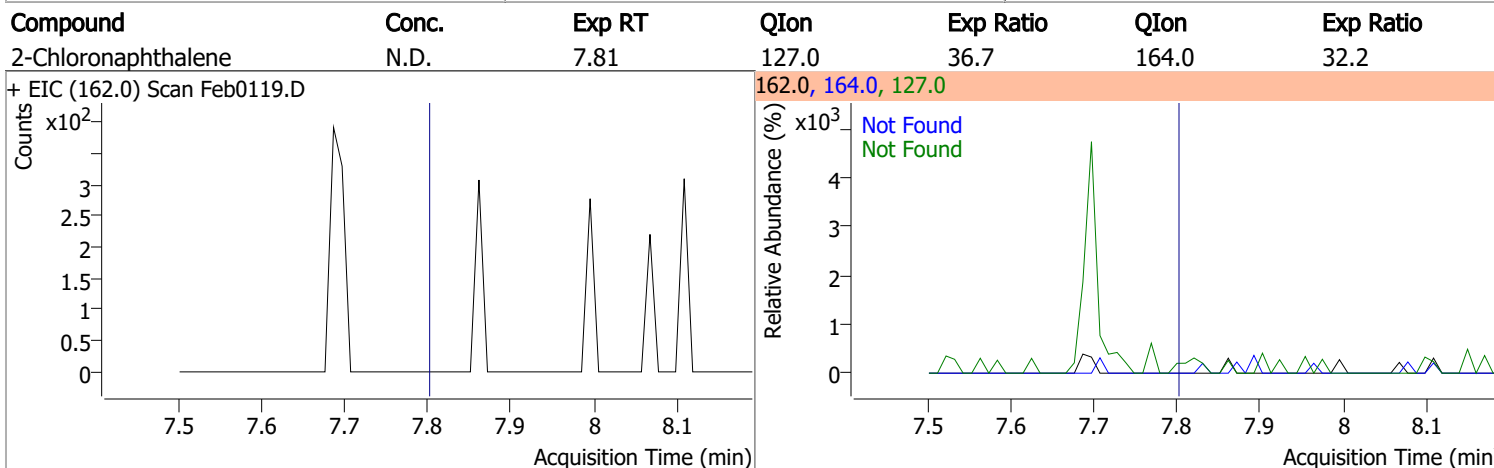 Compound Conc. Exp RT QIon Exp Ratio QIon Exp Ratio
2-Chloronaphthalene N.D. 7.81 127.0 36.7 164.0 32.2
+ EIC (162.0) Scan Feb0119.D
162.0, 164.0, 127.0
Counts
x10²
3
2.5
2
1.5
1
0.5
0
7.5 7.6 7.7 7.8 7.9 8 8.1
Acquisition Time (min)
Relative Abundance (%)
x10³
Not Found
Not Found
4
3
2
1
0
7.5 7.6 7.7 7.8 7.9 8 8.1
Acquisition Time (min)